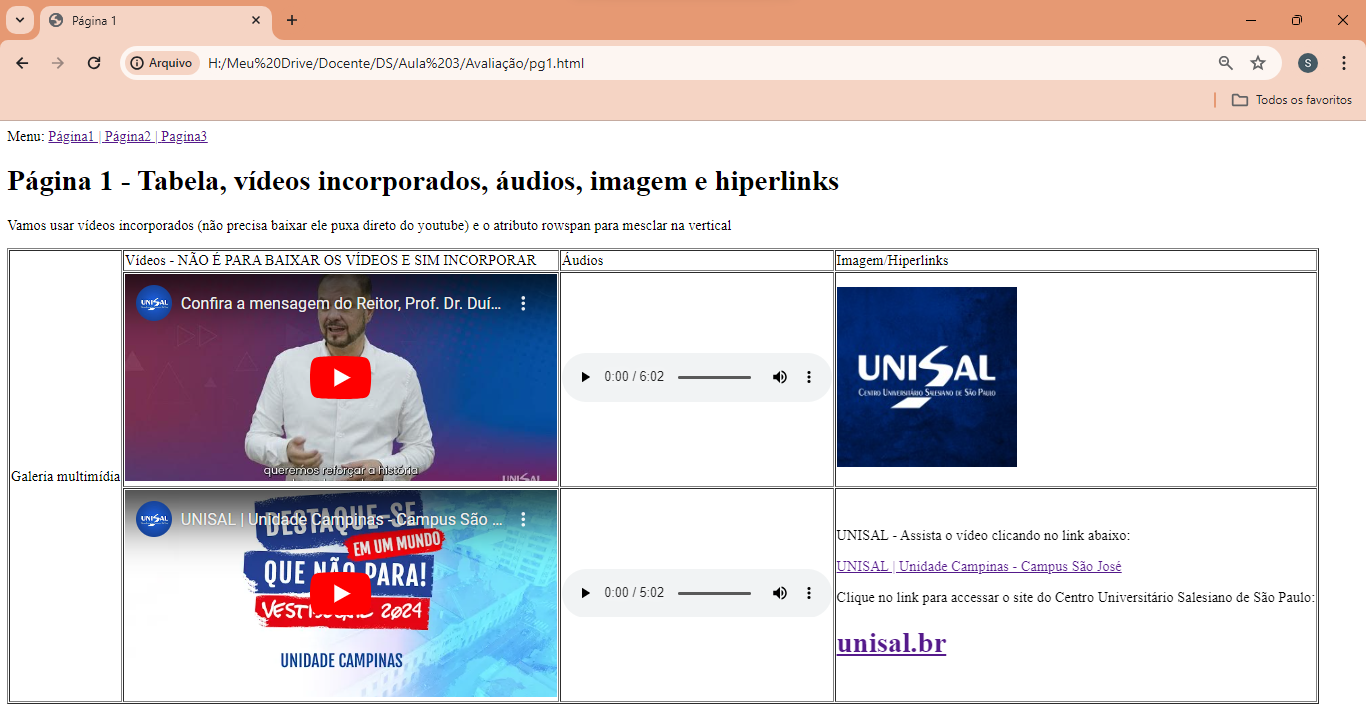 Página 1
Arquivo
H:/Meu%20Drive/Docente/DS/Aula%203/Avaliação/pg1.html
S
Todos os favoritos
Menu: Página1 | Página2 | Pagina3
Página 1 - Tabela, vídeos incorporados, áudios, imagem e hiperlinks
Vamos usar vídeos incorporados (não precisa baixar ele puxa direto do youtube) e o atributo rowspan para mesclar na vertical
Vídeos - NÃO É PARA BAIXAR OS VÍDEOS E SIM INCORPORAR
Áudios
Imagem/Hiperlinks
Galeria multimídia
UNISAL
Confira a mensagem do Reitor, Prof. Dr. Duí...
queremos reforçar a história
UNISAL
0:00 / 6:02
UNISAL
CENTRO UNIVERSITÁRIO SALESIANO DE SÃO PAULO
UNISAL
UNISAL | Unidade Campinas - Campus São ...
DESTAQUE-SE
EM UM MUNDO
QUE NÃO PARA!
VESTIBULAR 2024
UNIDADE CAMPINAS
0:00 / 5:02
UNISAL - Assista o vídeo clicando no link abaixo:
UNISAL | Unidade Campinas - Campus São José
Clique no link para accessar o site do Centro Universitário Salesiano de São Paulo:
unisal.br